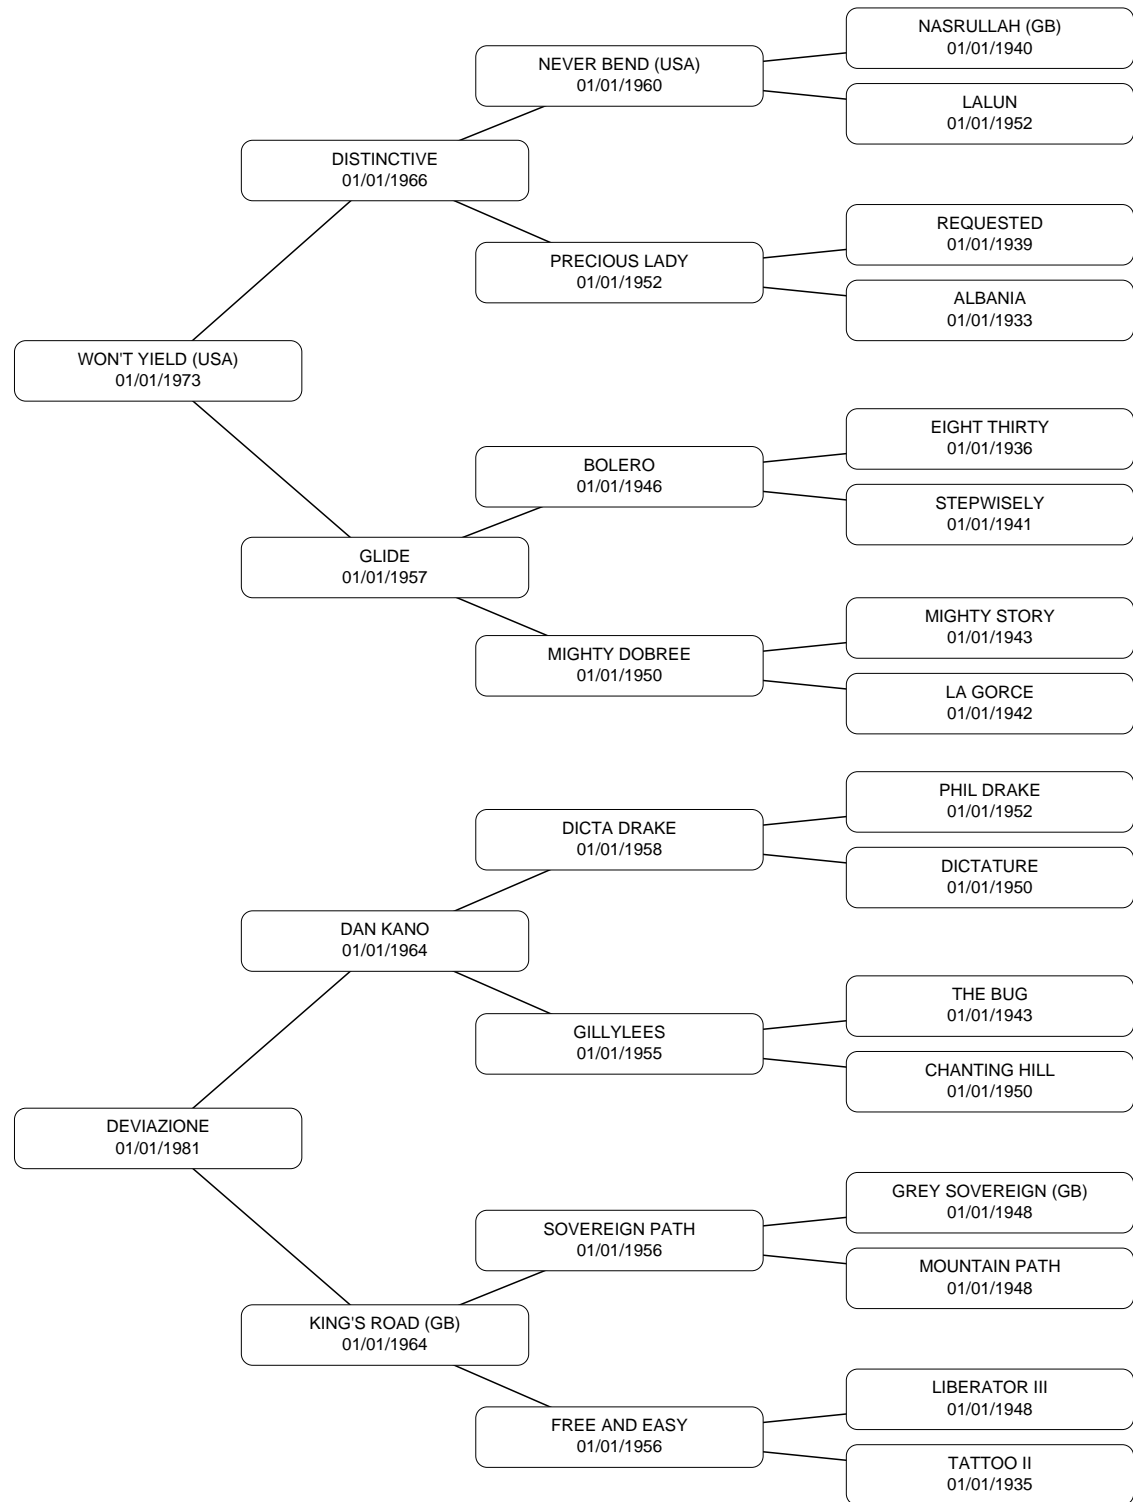 NASRULLAH (GB)
01/01/1940
NEVER BEND (USA)
01/01/1960
LALUN
01/01/1952
DISTINCTIVE
01/01/1966
REQUESTED
01/01/1939
PRECIOUS LADY
01/01/1952
ALBANIA
01/01/1933
WON'T YIELD (USA)
01/01/1973
EIGHT THIRTY
01/01/1936
BOLERO
01/01/1946
STEPWISELY
01/01/1941
GLIDE
01/01/1957
MIGHTY STORY
01/01/1943
MIGHTY DOBREE
01/01/1950
LA GORCE
01/01/1942
PHIL DRAKE
01/01/1952
DICTA DRAKE
01/01/1958
DICTATURE
01/01/1950
DAN KANO
01/01/1964
THE BUG
01/01/1943
GILLYLEES
01/01/1955
CHANTING HILL
01/01/1950
DEVIAZIONE
01/01/1981
GREY SOVEREIGN (GB)
01/01/1948
SOVEREIGN PATH
01/01/1956
MOUNTAIN PATH
01/01/1948
KING'S ROAD (GB)
01/01/1964
LIBERATOR III
01/01/1948
FREE AND EASY
01/01/1956
TATTOO II
01/01/1935